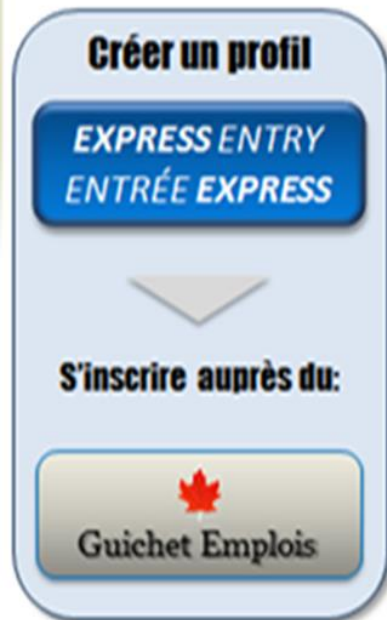 Créer un profil
EXPRESS ENTRY
ENTRÉE EXPRESS
S'inscrire auprès du:
Guichet Emplois